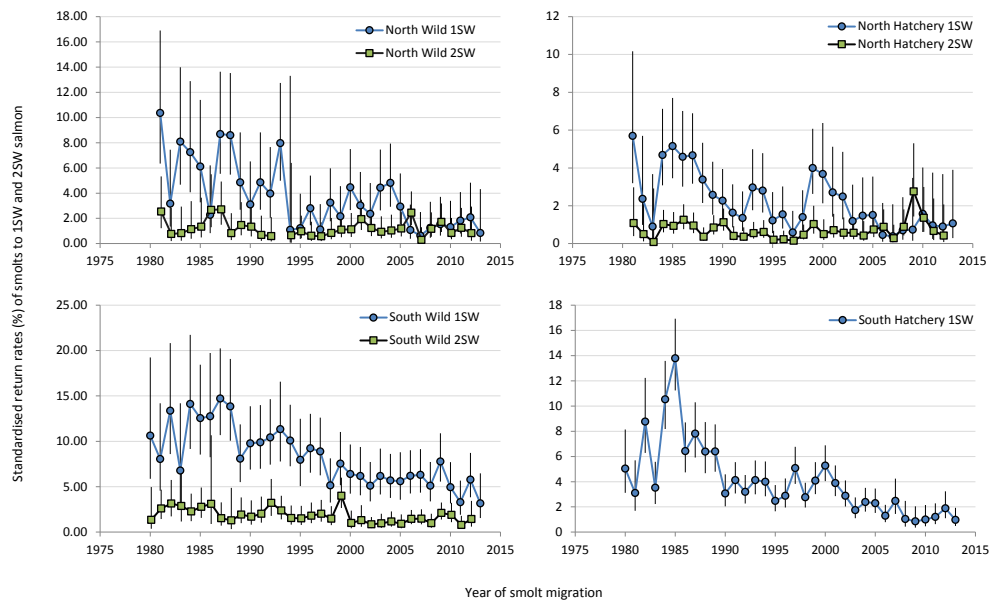 Standardised return rates (%) of smolts to 1SW and 2SW salmon
18.00
16.00
14.00
12.00
10.00
8.00
6.00
4.00
2.00
0.00
North Wild 1SW
North Wild 2SW
1975 1980 1985 1990 1995 2000 2005 2010 2015
12
10
8
6
4
2
0
North Hatchery 1SW
North Hatchery 2SW
1975 1980 1985 1990 1995 2000 2005 2010 2015
25.00
20.00
15.00
10.00
5.00
0.00
South Wild 1SW
South Wild 2SW
1975 1980 1985 1990 1995 2000 2005 2010 2015
18
16
14
12
10
8
6
4
2
0
South Hatchery 1SW
1975 1980 1985 1990 1995 2000 2005 2010 2015
Year of smolt migration